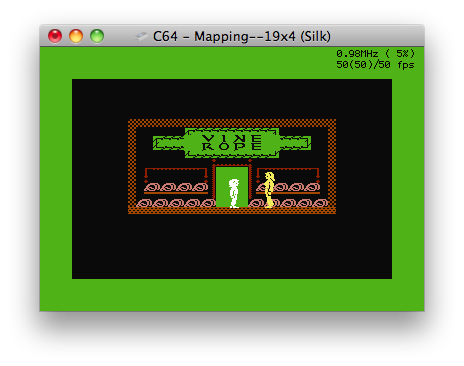 C64 - Mapping--19x4 (Silk)
0.98MHz ( 5%)
50(50)/50 fps
VINE
ROPE